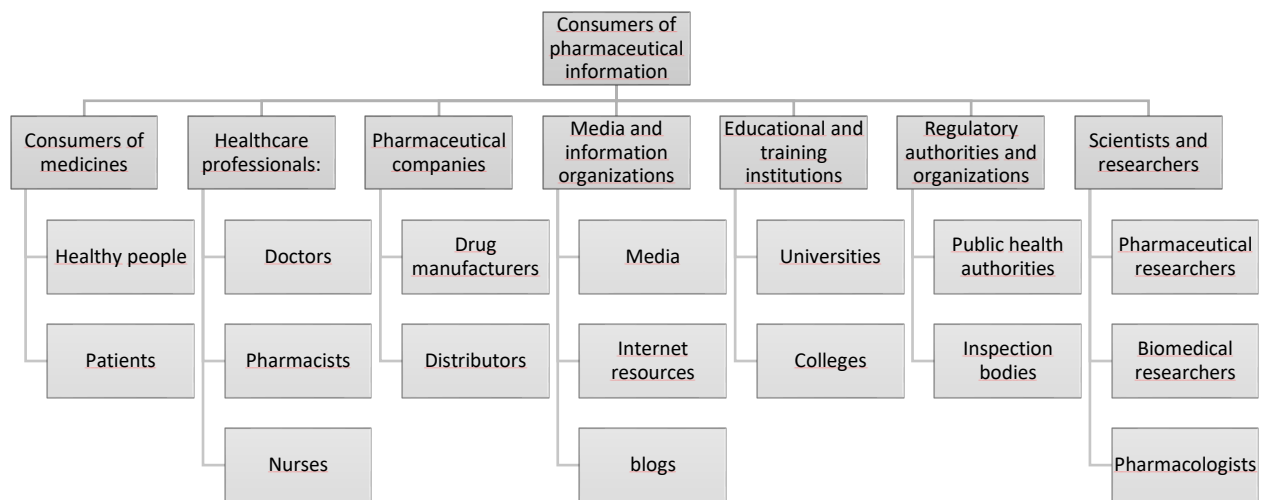 Consumers of
pharmaceutical
information
Consumers of
medicines
Healthy people
Patients
Healthcare
professionals:
Doctors
Pharmacists
Nurses
Pharmaceutical
companies
Drug
manufacturers
Distributors
Media and
information
organizations
Media
Internet
resources
blogs
Educational and
training
institutions
Universities
Colleges
Regulatory
authorities and
organizations
Public health
authorities
Inspection
bodies
Scientists and
researchers
Pharmaceutical
researchers
Biomedical
researchers
Pharmacologists